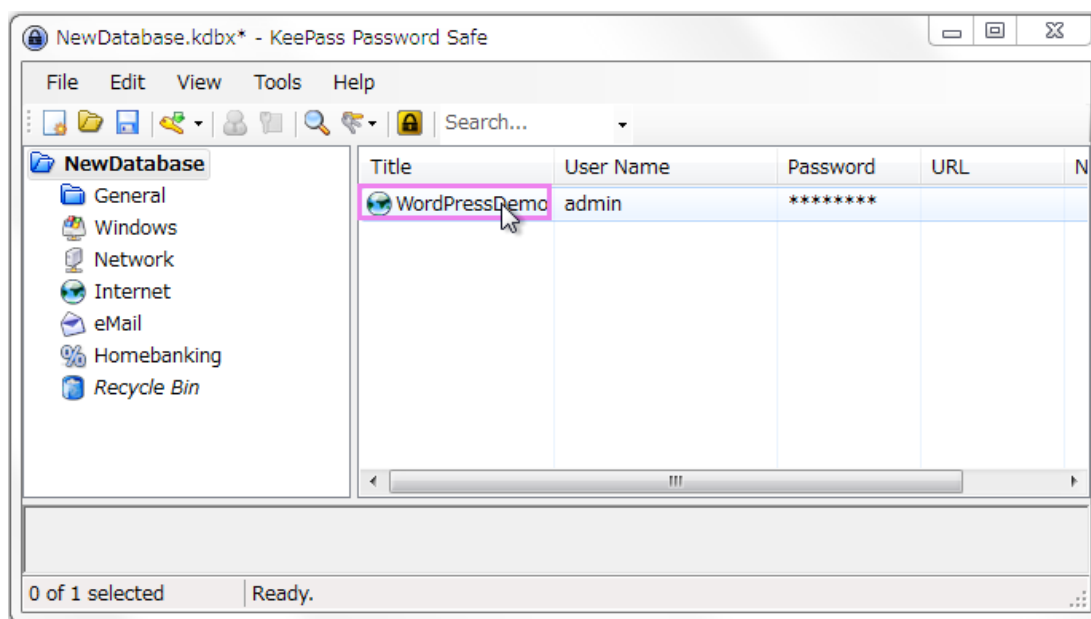 NewDatabase.kdbx* - KeePass Password Safe
File Edit View Tools Help
Search...
NewDatabase
General
Windows
Network
Internet
eMail
Homebanking
Recycle Bin
Title User Name Password URL N
WordPressDemo admin ********
0 of 1 selected Ready.